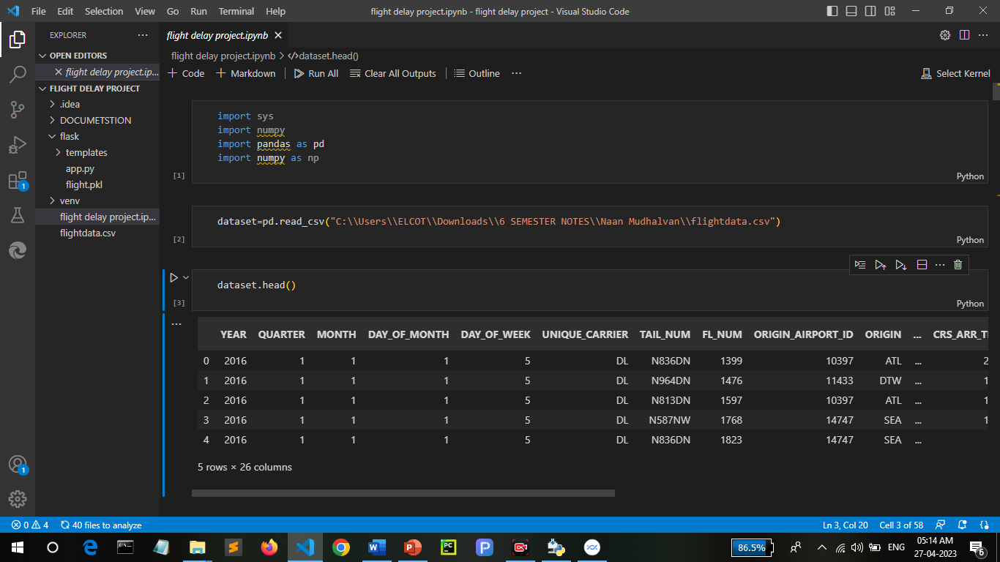 File Edit Selection View Go Run Terminal Help flight delay project.ipynb - flight delay project - Visual Studio Code
EXPLORER
OPEN EDITORS
flight delay project.ip...
FLIGHT DELAY PROJECT
.idea
DOCUMETSTION
flask
templates
app.py
flight.pkl
venv
flight delay project.ip...
flightdata.csv
1
1
flight delay project.ipynb
flight delay project.ipynb > dataset.head()
+ Code + Markdown Run All Clear All Outputs Outline ... Select Kernel
import sys
import numpy
import pandas as pd
import numpy as np
[1] Python
dataset=pd.read_csv("C:\\Users\\ELCOT\\Downloads\\6 SEMESTER NOTES\\Naan Mudhalvan\\flightdata.csv")
[2] Python
dataset.head()
[3] Python
YEAR QUARTER MONTH DAY_OF_MONTH DAY_OF_WEEK UNIQUE_CARRIER TAIL_NUM FL_NUM ORIGIN_AIRPORT_ID ORIGIN ... CRS_ARR_TI
0 2016 1 1 1 5 DL N836DN 1399 10397 ATL ... 2
1 2016 1 1 1 5 DL N964DN 1476 11433 DTW ... 1
2 2016 1 1 1 5 DL N813DN 1597 10397 ATL ... 1
3 2016 1 1 1 5 DL N587NW 1768 14747 SEA ... 1
4 2016 1 1 1 5 DL N836DN 1823 14747 SEA ...
5 rows × 26 columns
0 4 40 files to analyze Ln 3, Col 20 Cell 3 of 58
86.5% ENG 05:14 AM
27-04-2023
6